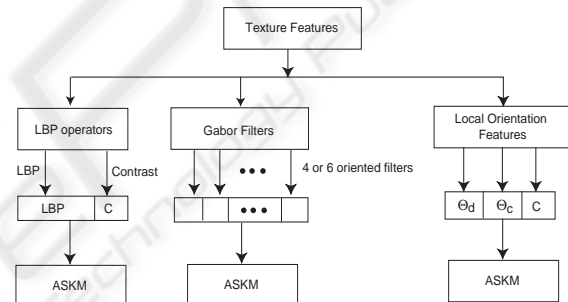 Texture Features
LBP operators
Gabor Filters
Local Orientation
Features
LBP
Contrast
4 or 6 oriented filters
LBP
C
Θd
Θc
C
ASKM
ASKM
ASKM